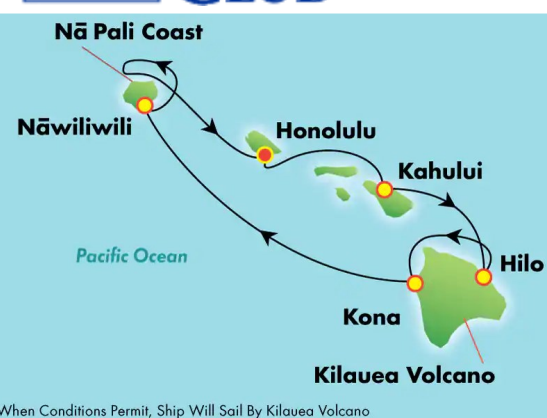 CLUB
Nā Pali Coast
Nāwiliwili
Honolulu
Kahului
Pacific Ocean
Hilo
Kona
Kilauea Volcano
When Conditions Permit, Ship Will Sail By Kilauea Volcano